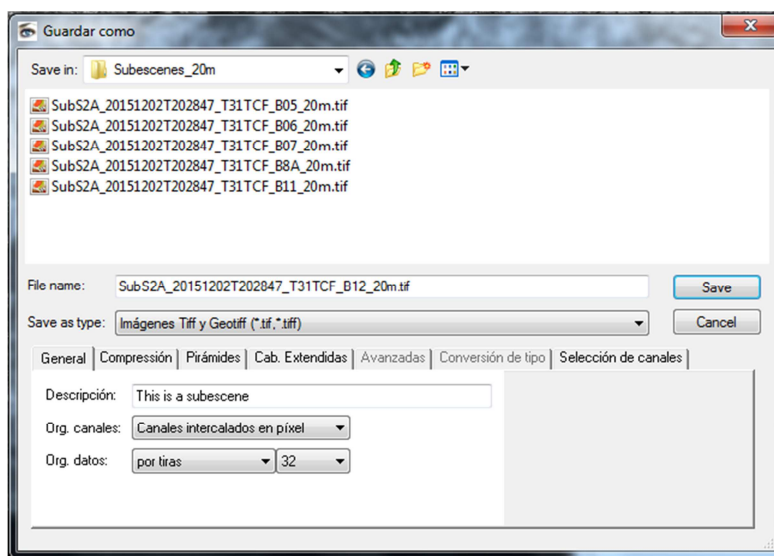 Guardar como
Save in: Subescenes_20m
SubS2A_20151202T202847_T31TCF_B05_20m.tif
SubS2A_20151202T202847_T31TCF_B06_20m.tif
SubS2A_20151202T202847_T31TCF_B07_20m.tif
SubS2A_20151202T202847_T31TCF_B8A_20m.tif
SubS2A_20151202T202847_T31TCF_B11_20m.tif
File name: SubS2A_20151202T202847_T31TCF_B12_20m.tif Save
Save as type: Imágenes Tiff y Geotiff (*.tif,*.tiff) Cancel
General Compresión Pirámides Cab. Extendidas Avanzadas Conversión de tipo Selección de canales
Descripción: This is a subescene
Org. canales: Canales intercalados en píxel
Org. datos: por tiras 32